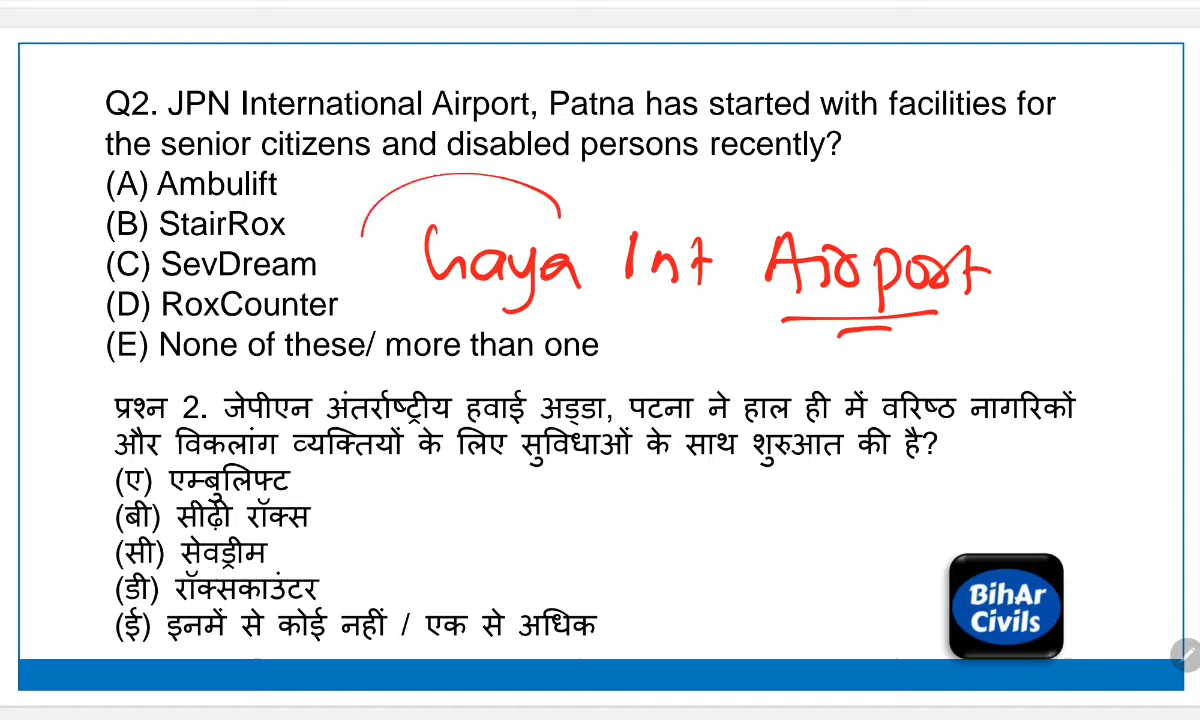 Q2. JPN International Airport, Patna has started with facilities for
the senior citizens and disabled persons recently?
(A) Ambulift
(B) StairRox
(C) SevDream
(D) RoxCounter
(E) None of these/ more than one
Gaya Int Airport
प्रश्न 2. जेपीएन अंतर्राष्ट्रीय हवाई अड्डा, पटना ने हाल ही में वरिष्ठ नागरिकों
और विकलांग व्यक्तियों के लिए सुविधाओं के साथ शुरुआत की है?
(ए) एम्बुलिफ्ट
(बी) सीढ़ी रॉक्स
(सी) सेवड्रीम
(डी) रॉक्सकाउंटर
(ई) इनमें से कोई नहीं / एक से अधिक
BihAr
Civils